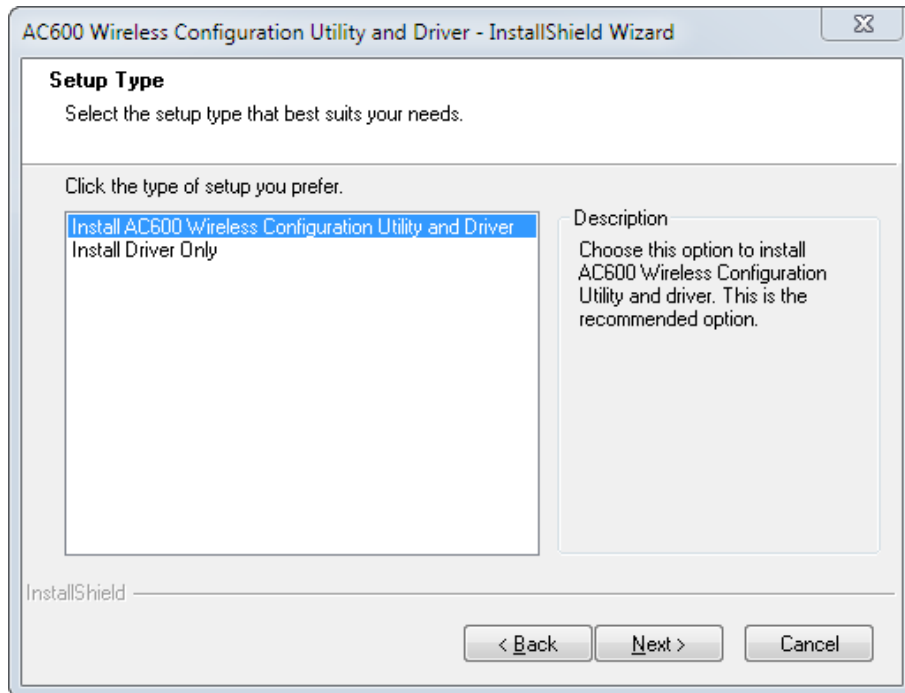 AC600 Wireless Configuration Utility and Driver - InstallShield Wizard
Setup Type
Select the setup type that best suits your needs.
Click the type of setup you prefer.
Install AC600 Wireless Configuration Utility and Driver
Install Driver Only
Description
Choose this option to install
AC600 Wireless Configuration
Utility and driver. This is the
recommended option.
InstallShield
< Back
Next >
Cancel